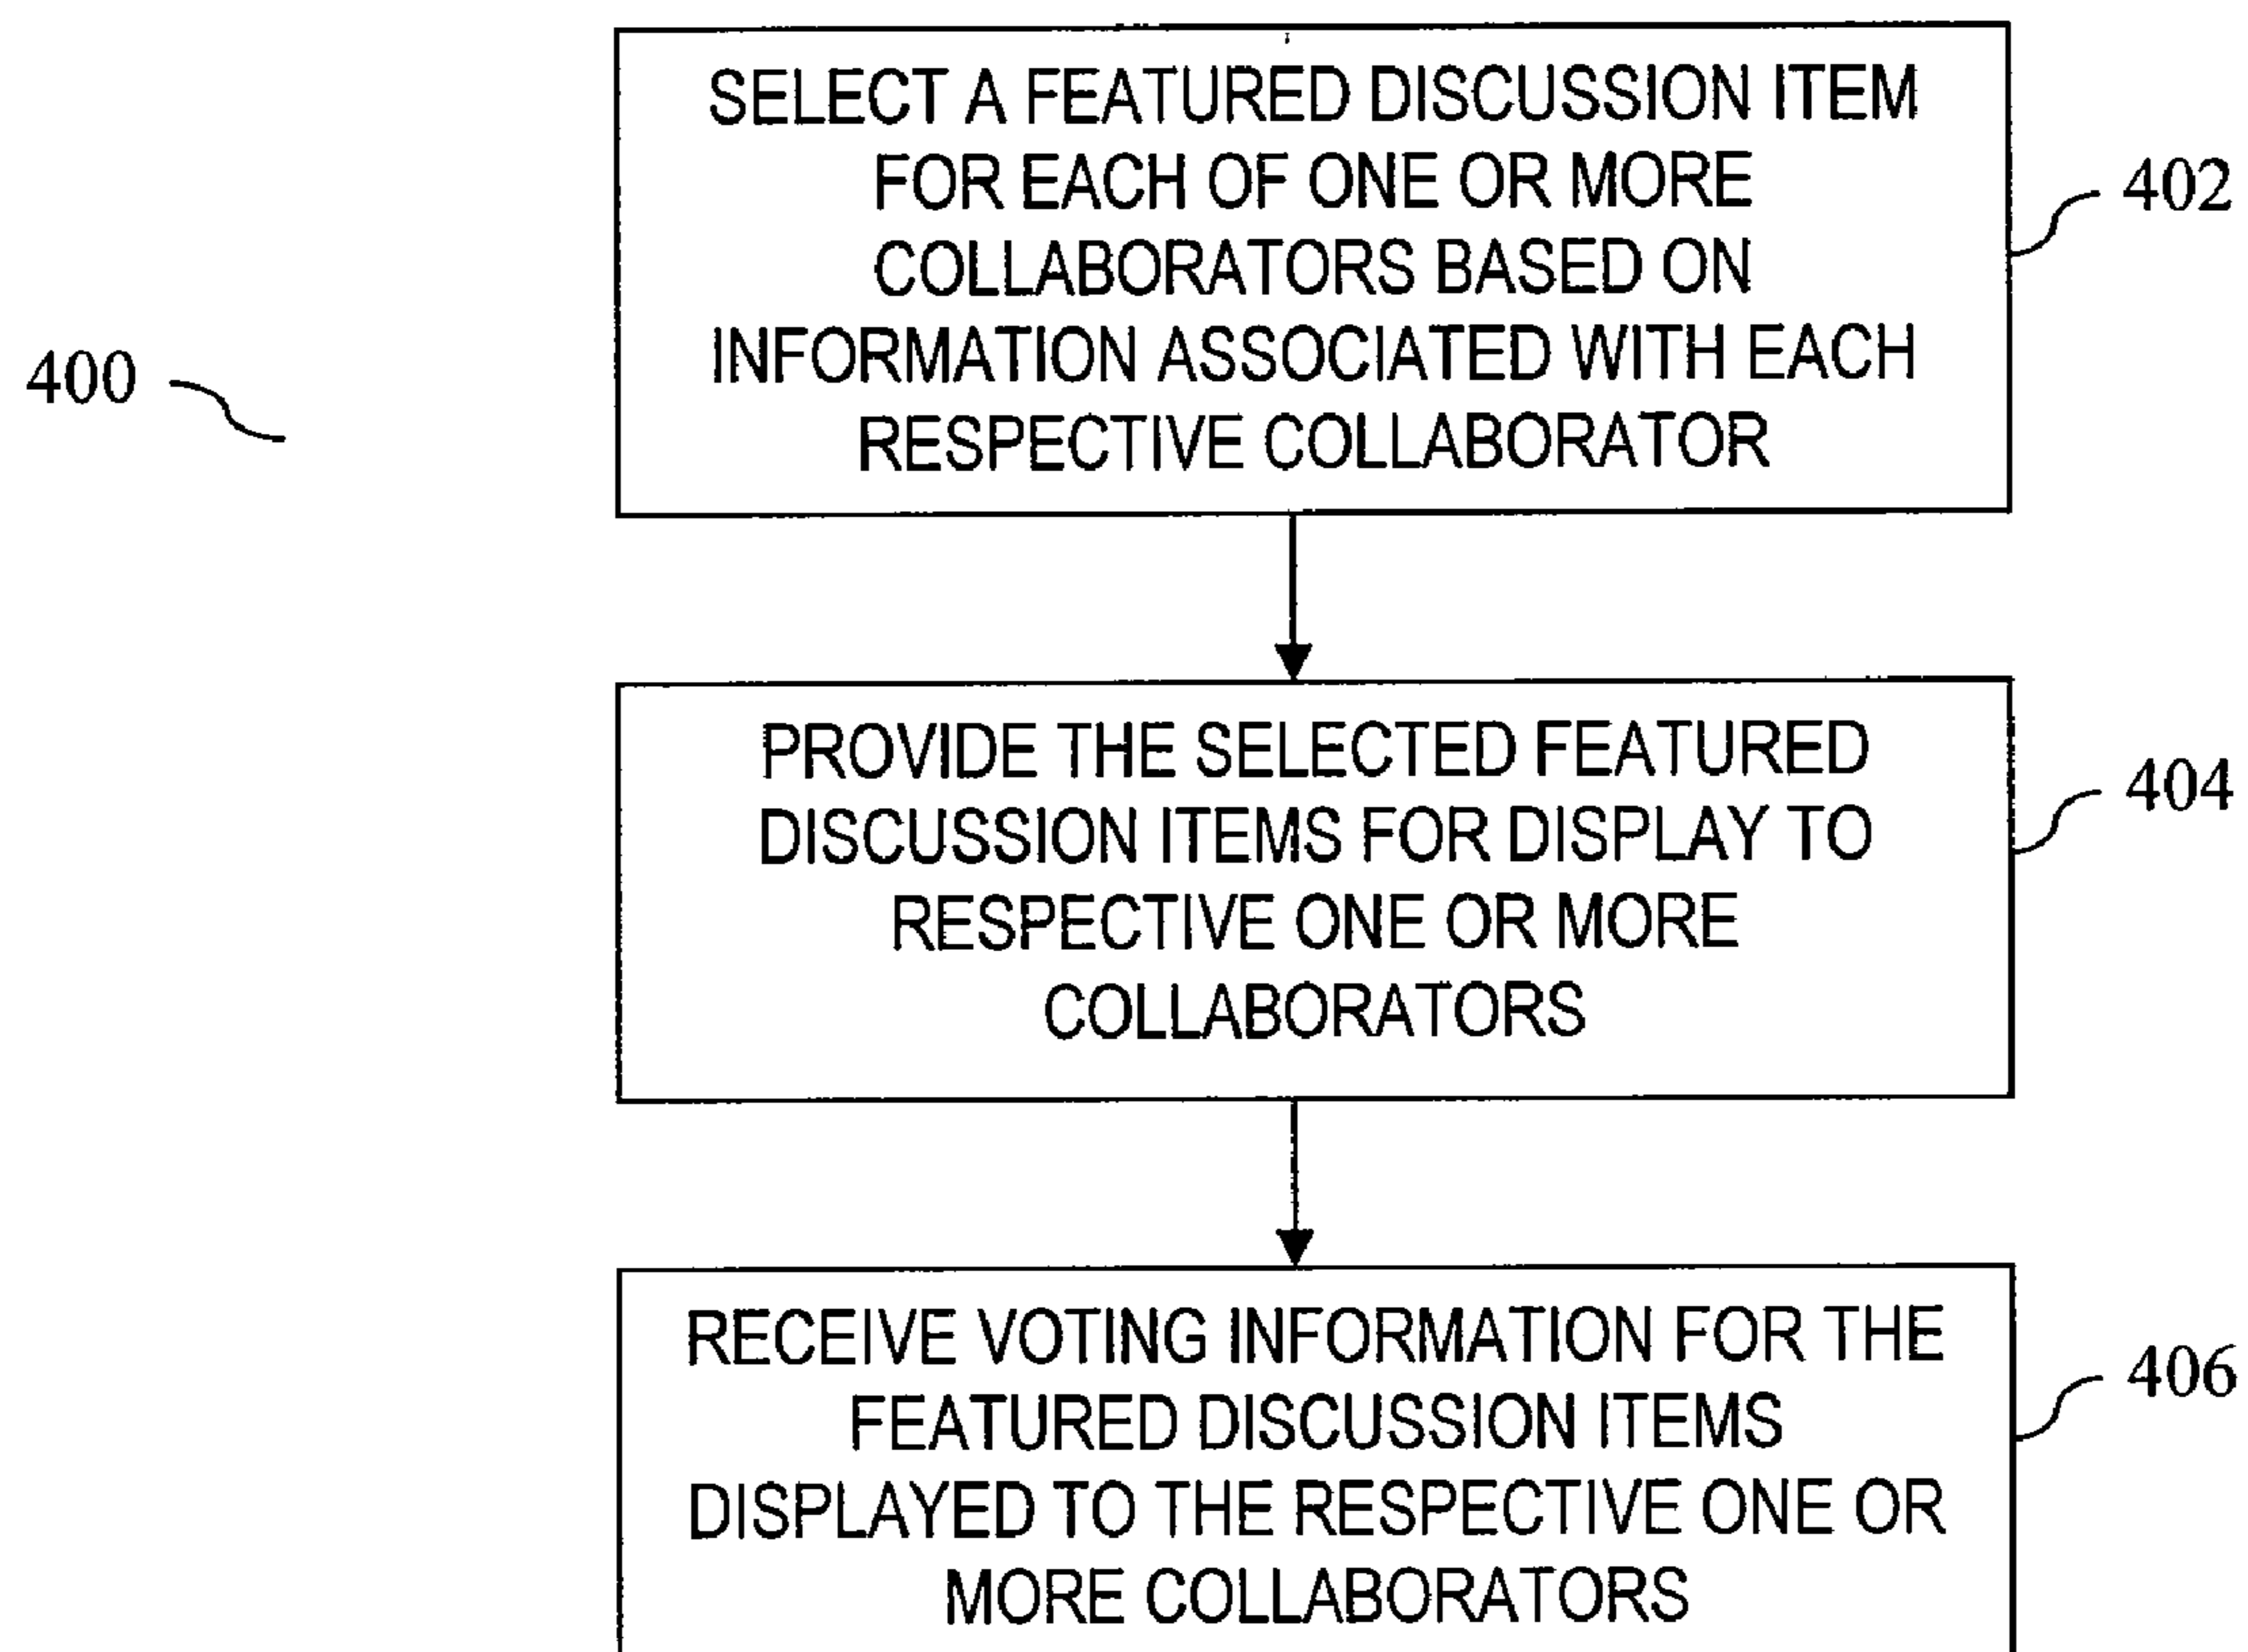 SELECT A FEATURED DISCUSSION ITEM
FOR EACH OF ONE OR MORE
COLLABORATORS BASED ON
INFORMATION ASSOCIATED WITH EACH
RESPECTIVE COLLABORATOR
402
400
PROVIDE THE SELECTED FEATURED
DISCUSSION ITEMS FOR DISPLAY TO
RESPECTIVE ONE OR MORE
COLLABORATORS
404
RECEIVE VOTING INFORMATION FOR THE
FEATURED DISCUSSION ITEMS
DISPLAYED TO THE RESPECTIVE ONE OR
MORE COLLABORATORS
406